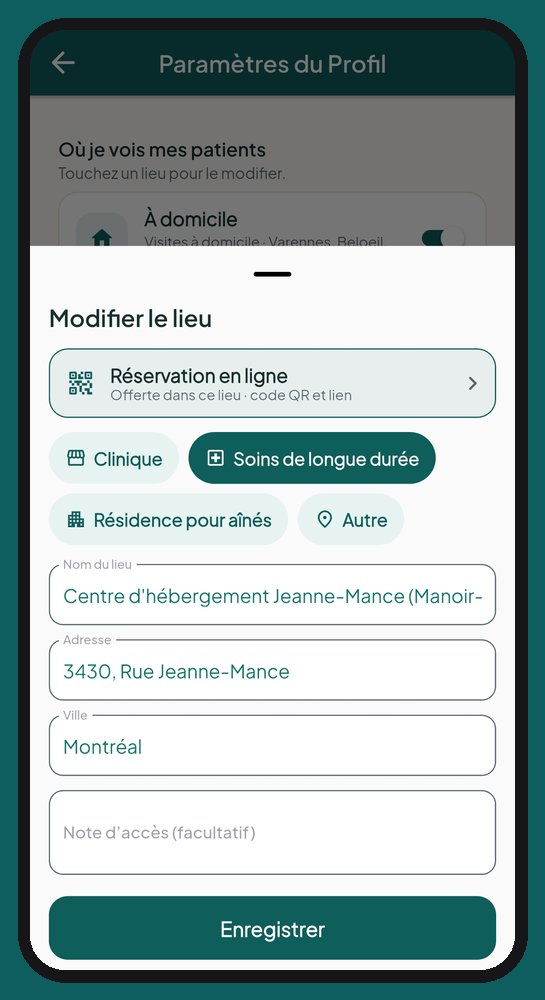 Paramètres du Profil
Où je vois mes patients
Touchez un lieu pour le modifier.
À domicile
Visites à domicile · Varennes, Beloeil
Modifier le lieu
Réservation en ligne
Offerte dans ce lieu · code QR et lien
Clinique
Soins de longue durée
Résidence pour aînés
Autre
Nom du lieu
Centre d'hébergement Jeanne-Mance (Manoir-
Adresse
3430, Rue Jeanne-Mance
Ville
Montréal
Note d’accès (facultatif)
Enregistrer